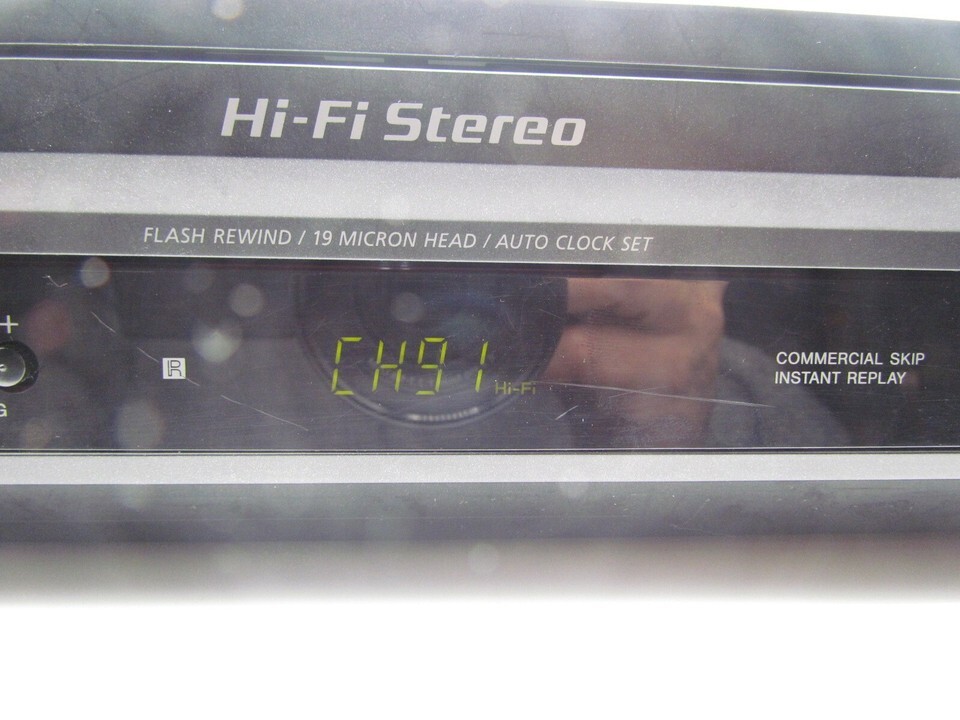 Hi-Fi Stereo
FLASH REWIND / 19 MICRON HEAD / AUTO CLOCK SET
+
COMMERCIAL SKIP
R
CH91
Hi-Fi
INSTANT REPLAY
G